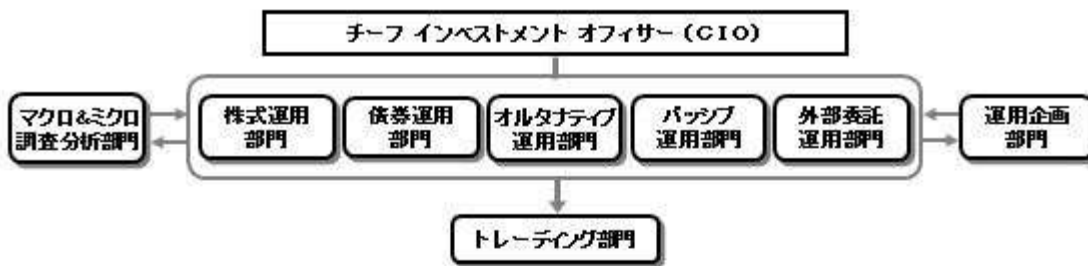 チーフ インベストメント オフィサー (CIO)
マクロ&ミクロ
調査分析部門
株式運用
部門
債券運用
部門
オルタナティブ
運用部門
パッシブ
運用部門
外部委託
運用部門
運用企画
部門
トレーディング部門